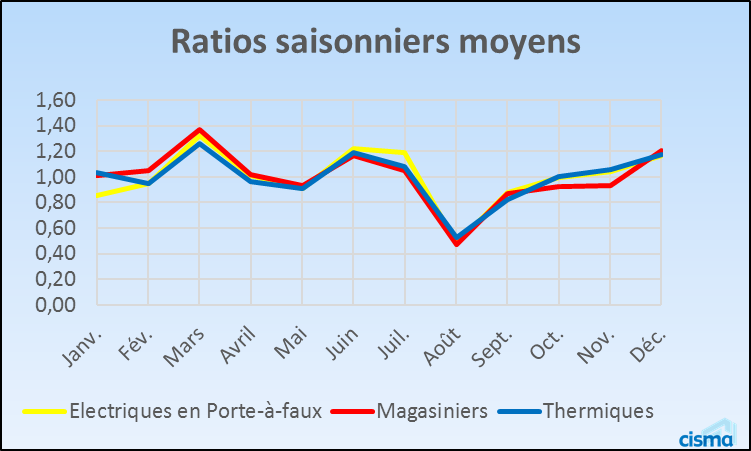 Ratios saisonniers moyens
1,60
1,40
1,20
1,00
0,80
0,60
0,40
0,20
0,00
Janv. Fév. Mars Avril Mai Juin Juil. Août Sept. Oct. Nov. Déc.
Electriques en Porte-à-faux Magasiniers Thermiques
cisma